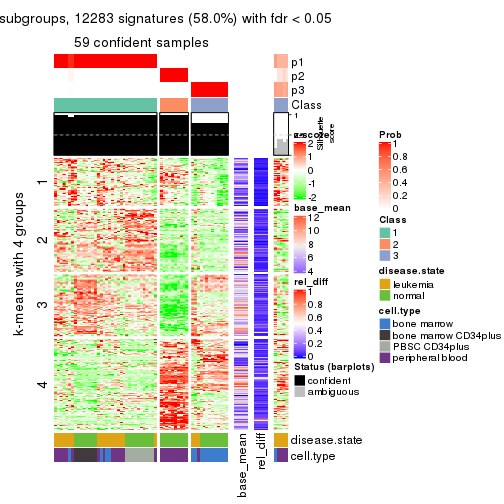 subgroups, 12283 signatures (58.0%) with fdr < 0.05
59 confident samples
p1
p2
p3
Class
1
Silhouette
score
k-means with 4 groups
1
2
3
4
z-score
2
1
0
-1
-2
base_mean
12
10
8
6
4
rel_diff
1
0.8
0.6
0.4
0.2
0
Status (barplots)
confident
ambiguous
Prob
1
0.8
0.6
0.4
0.2
0
Class
1
2
3
disease.state
leukemia
normal
cell.type
bone marrow
bone marrow CD34plus
PBSC CD34plus
peripheral blood
disease.state
cell.type
base_mean
rel_diff